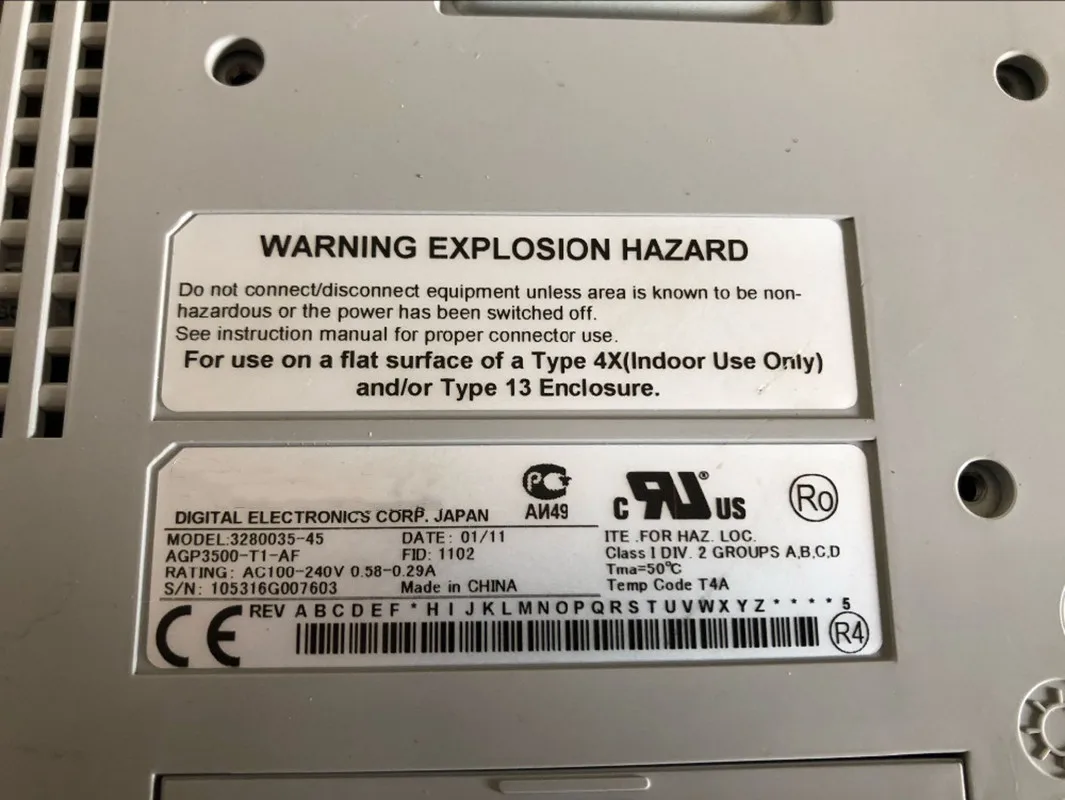 WARNING EXPLOSION HAZARD
Do not connect/disconnect equipment unless area is known to be non-
hazardous or the power has been switched off.
See instruction manual for proper connector use.
For use on a flat surface of a Type 4X(Indoor Use Only)
and/or Type 13 Enclosure.
DIGITAL ELECTRONICS CORP. JAPAN
MODEL:3280035-45
AGP3500-T1-AF
RATING: AC100-240V 0.58-0.29A
S/N: 105316G007603
DATE: 01/11
FID: 1102
Made in CHINA
РС
АИ49
C RU® US
Ro
ITE .FOR HAZ. LOC.
Class I DIV. 2 GROUPS A,B,C,D
Tma=50℃
Temp Code T4A
CE
REV A B C D E F * H I J K L M N O P Q R S T U V W X Y Z * * * * 5
R4